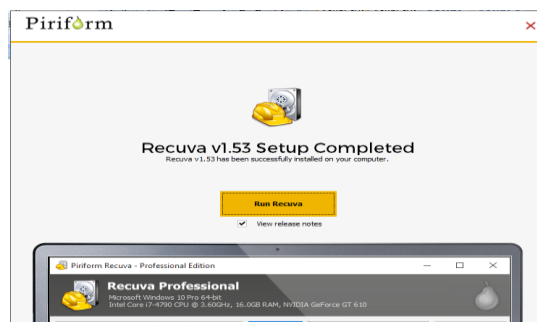 Piriform
Recuva v1.53 Setup Completed
Recuva v1.53 has been successfully installed on your computer.
Run Recuva
View release notes
Piriform Recuva - Professional Edition
Recuva Professional
Microsoft Windows 10 Pro 64-bit
Intel Core i7-4790 CPU @ 3.60GHz, 16.0GB RAM, NVIDIA GeForce GT 610